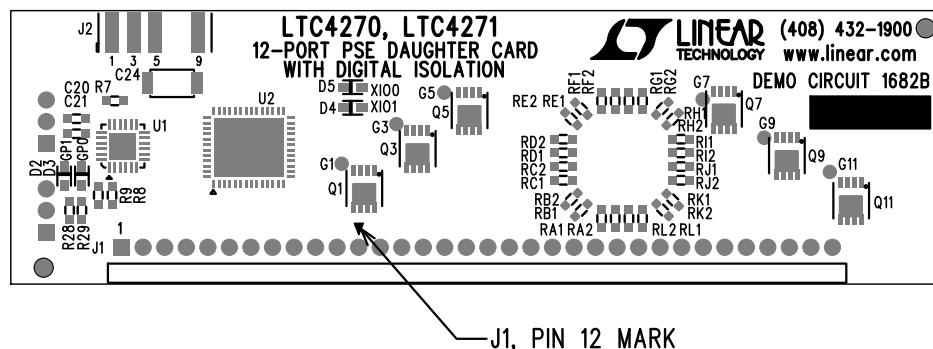 J2
LTC4270, LTC4271
12-PORT PSE DAUGHTER CARD
WITH DIGITAL ISOLATION
LINEAR
TECHNOLOGY
(408) 432-1900
www.linear.com
DEMO CIRCUIT 1682B
1 3 5 9
C24
C20
C21
R7
U1
U2
D5
D4
XIO0
XIO1
G5
Q5
G3
Q3
G1
Q1
RF1
RF2
RE2 RE1
RG1
RG2
RH1
RH2
RD2
RD1
RC2
RC1
RI1
RI2
RJ1
RJ2
RB2
RB1
RA1 RA2
RK1
RK2
RL2 RL1
G7
Q7
G9
Q9
G11
Q11
D2
D3
GP1
GP0
R9
R8
R28
R29
J1
1
J1, PIN 12 MARK